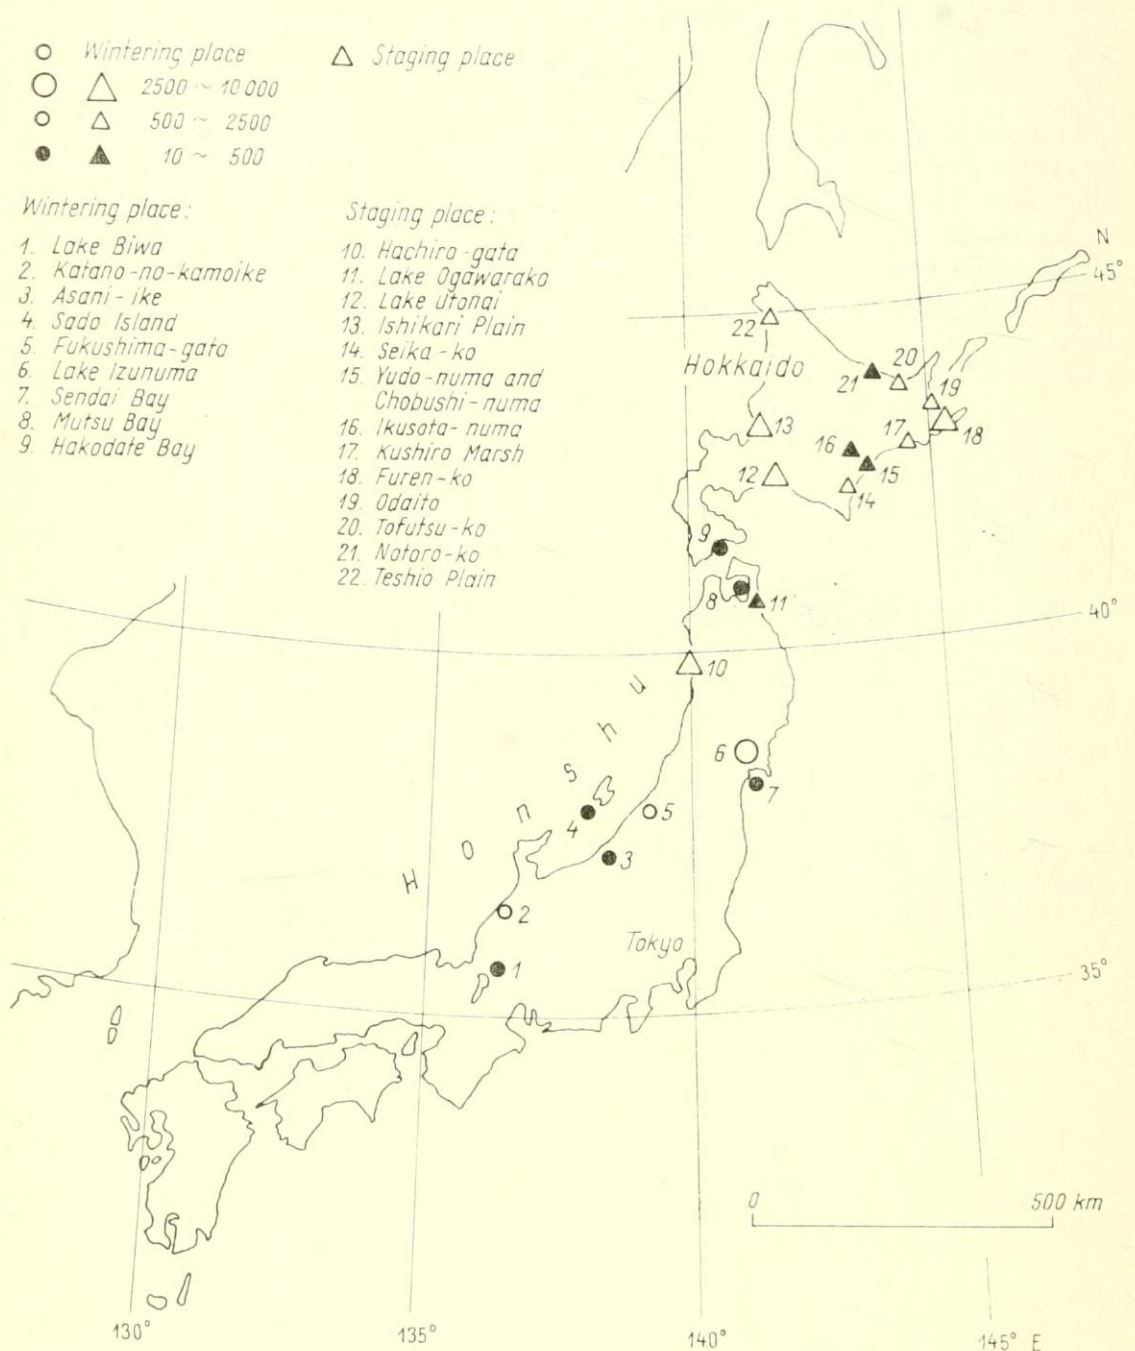 Wintering place
Staging place
2500 ~ 10 000
500 ~ 2500
10 ~ 500
Wintering place:
1. Lake Biwa
2. Katano-no-kamoike
3. Asani-ike
4. Sado Island
5. Fukushima-gata
6. Lake Izunuma
7. Sendai Bay
8. Mutsu Bay
9. Hakodate Bay
Staging place:
10. Hachiro-gata
11. Lake Ogawarako
12. Lake Utonai
13. Ishikari Plain
14. Seika-ko
15. Yudo-numa and
Chobushi-numa
16. Ikusota-numa
17. Kushiro Marsh
18. Furen-ko
19. Odaito
20. Tofutsu-ko
21. Notoro-ko
22. Teshio Plain
N
45°
22
Hokkaido
20
21
19
13
17
18
16
15
12
14
9
8
11
40°
10
Honshu
6
7
5
4
3
2
Tokyo
1
35°
0 500 km
130°
135°
140°
145° E